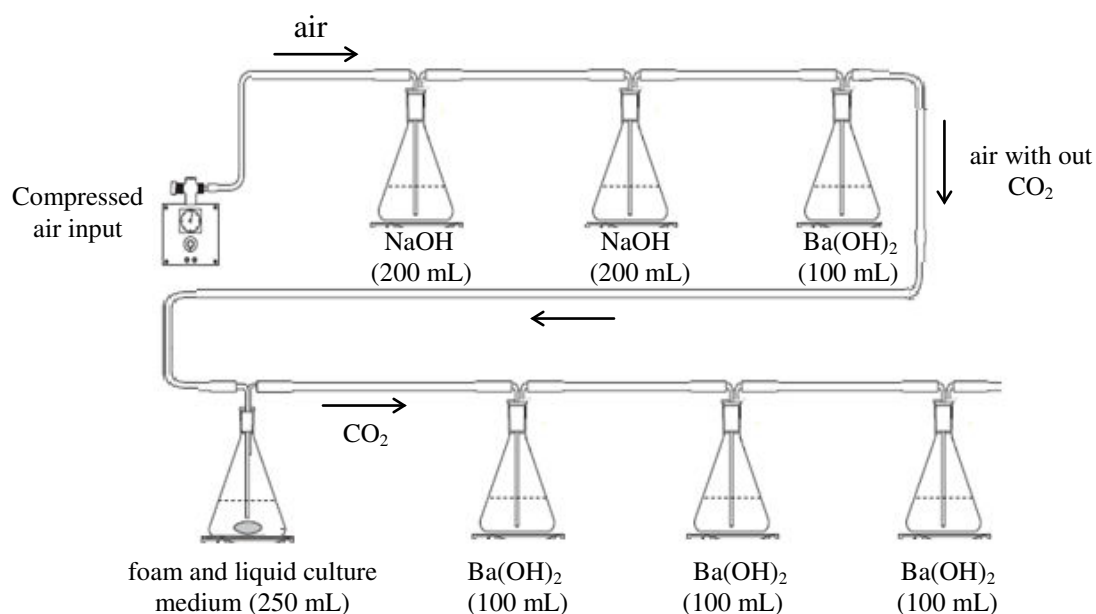 air
Compressed
air input
NaOH
(200 mL)
NaOH
(200 mL)
Ba(OH)₂
(100 mL)
air with out
CO₂
CO₂
foam and liquid culture
medium (250 mL)
Ba(OH)₂
(100 mL)
Ba(OH)₂
(100 mL)
Ba(OH)₂
(100 mL)